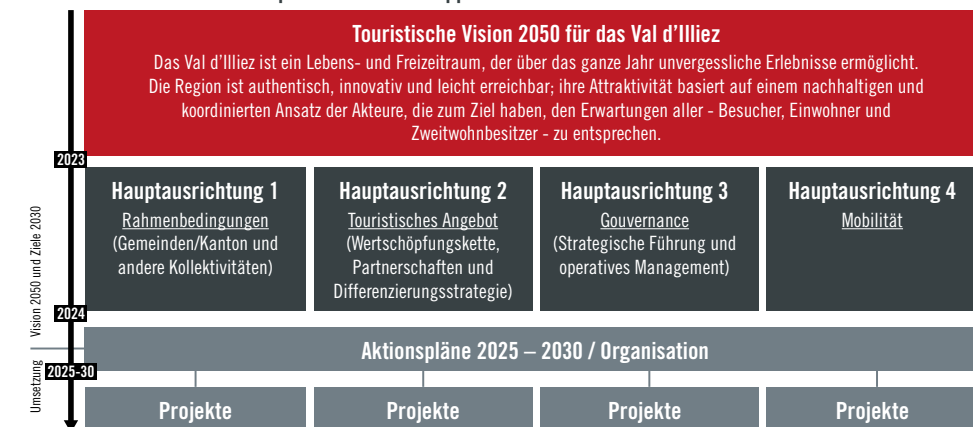 Touristische Vision 2050 für das Val d'Illiez
Das Val d'Illiez ist ein Lebens- und Freizeitraum, der über das ganze Jahr unvergessliche Erlebnisse ermöglicht.
Die Region ist authentisch, innovativ und leicht erreichbar; ihre Attraktivität basiert auf einem nachhaltigen und
koordinierten Ansatz der Akteure, die zum Ziel haben, den Erwartungen aller - Besucher, Einwohner und
Zweitwohnbesitzer - zu entsprechen.
2023
Hauptausrichtung 1
Rahmenbedingungen
(Gemeinden/Kanton und
andere Kollektivitäten)
Hauptausrichtung 2
Touristisches Angebot
(Wertschöpfungskette,
Partnerschaften und
Differenzierungsstrategie)
Hauptausrichtung 3
Gouvernance
(Strategische Führung und
operatives Management)
Hauptausrichtung 4
Mobilität
Vision 2050 und Ziele 2030
2024
Aktionspläne 2025 – 2030 / Organisation
Umsetzung
2025-30
Projekte
Projekte
Projekte
Projekte